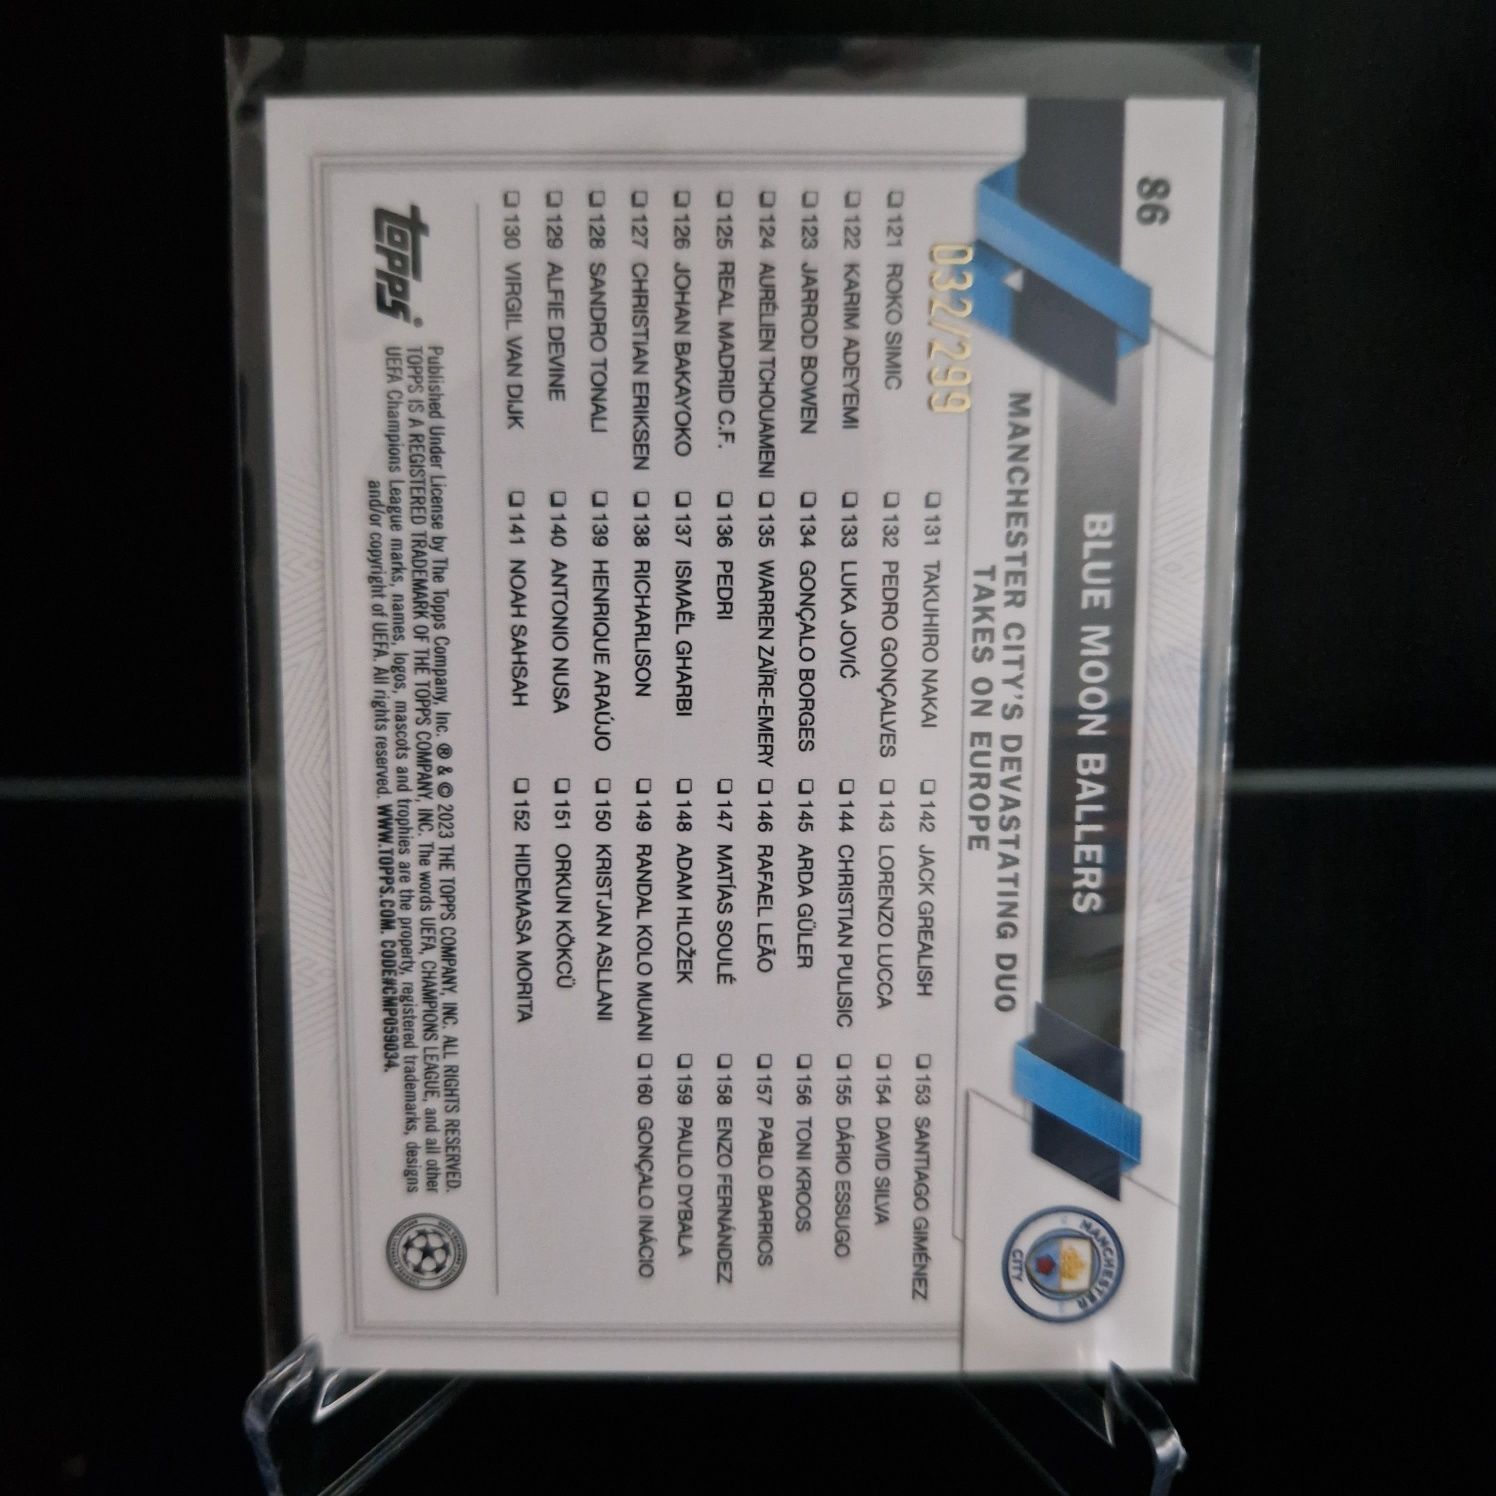 86
BLUE MOON BALLERS
MANCHESTER CITY'S DEVASTATING DUO
TAKES ON EUROPE
032/299
121 ROKO SIMIC
122 KARIM ADEYEMI
123 JARROD BOWEN
124 AURÉLIEN TCHOUAMENI
125 REAL MADRID C.F.
126 JOHAN BAKAYOKO
127 CHRISTIAN ERIKSEN
128 SANDRO TONALI
129 ALFIE DEVINE
130 VIRGIL VAN DIJK
131 TAKUHIRO NAKAI
132 PEDRO GONÇALVES
133 LUKA JOVIĆ
134 GONÇALO BORGES
135 WARREN ZAÏRE-EMERY
136 PEDRI
137 ISMAËL GHARBI
138 RICHARLISON
139 HENRIQUE ARAÚJO
140 ANTONIO NUSA
141 NOAH SAHSAH
142 JACK GREALISH
143 LORENZO LUCCA
144 CHRISTIAN PULISIC
145 ARDA GÜLER
146 RAFAEL LEÃO
147 MATÍAS SOULÉ
148 ADAM HLOŽEK
149 RANDAL KOLO MUANI
150 KRISTJAN ASLLANI
151 ORKUN KÖKCÜ
152 HIDEMASA MORITA
153 SANTIAGO GIMÉNEZ
154 DAVID SILVA
155 DÁRIO ESSUGO
156 TONI KROOS
157 PABLO BARRIOS
158 ENZO FERNÁNDEZ
159 PAULO DYBALA
160 GONÇALO INÁCIO
MANCHESTER
CITY
topps®
Published Under License by The Topps Company, Inc. ® & © 2023 THE TOPPS COMPANY, INC. ALL RIGHTS RESERVED.
TOPPS IS A REGISTERED TRADEMARK OF THE TOPPS COMPANY, INC. The words UEFA, CHAMPIONS LEAGUE, and all other
UEFA Champions League marks, names, logos, mascots and trophies are the property, registered trademarks, designs
and/or copyright of UEFA. All rights reserved. WWW.TOPPS.COM. CODE#CMP059034.